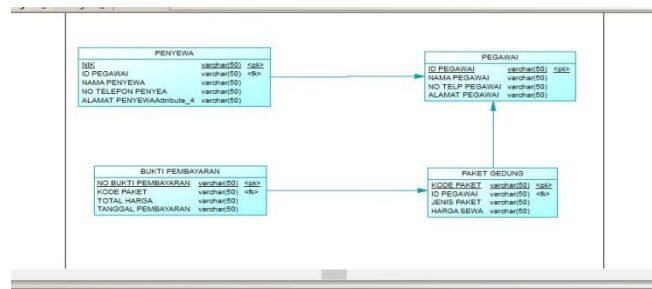 PENYEWA
NIK varchar(50) <pk>
ID PEGAWAI varchar(50) <fk>
NAMA PENYEWA varchar(50)
NO TELEPON PENYEA varchar(50)
ALAMAT PENYEWAAttribute_4 varchar(50)
PEGAWAI
ID PEGAWAI varchar(50) <pk>
NAMA PEGAWAI varchar(50)
NO TELP PEGAWAI varchar(50)
ALAMAT PEGAWAI varchar(50)
BUKTI PEMBAYARAN
NO BUKTI PEMBAYARAN varchar(50) <pk>
KODE PAKET varchar(50) <fk>
TOTAL HARGA varchar(50)
TANGGAL PEMBAYARAN varchar(50)
PAKET GEDUNG
KODE PAKET varchar(50) <pk>
ID PEGAWAI varchar(50) <fk>
JENIS PAKET varchar(50)
HARGA SEWA varchar(50)